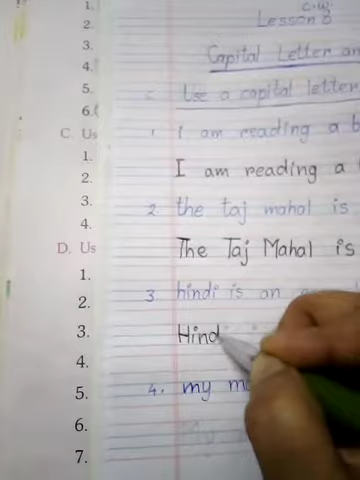 1.
2.
3.
4.
5.
6.
C. Us
1.
2.
3.
4.
D. Us
1.
2.
3.
4.
5.
6.
7.
C.W.
Lesson 6
Capital Letter an
Use a capital letter
1 I am reading a b
I am reading a
2. the taj mahal is
The Taj Mahal is
3 hindi is an
Hind
4. my
My